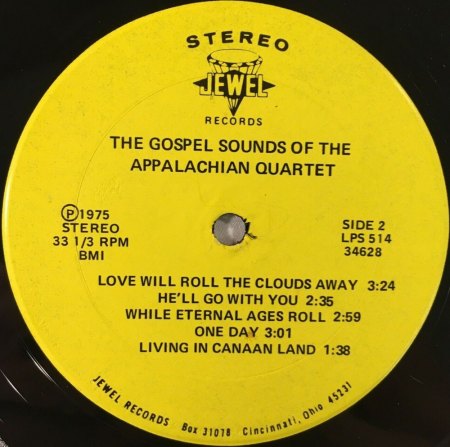 STEREO
JEWEL
RECORDS
THE GOSPEL SOUNDS OF THE
APPALACHIAN QUARTET
Ⓟ1975
STEREO
33 1/3 RPM
BMI
SIDE 2
LPS 514
34628
LOVE WILL ROLL THE CLOUDS AWAY 3:24
HE'LL GO WITH YOU 2:35
WHILE ETERNAL AGES ROLL 2:59
ONE DAY 3:01
LIVING IN CANAAN LAND 1:38
JEWEL RECORDS Box 31078 Cincinnati, Ohio 45231